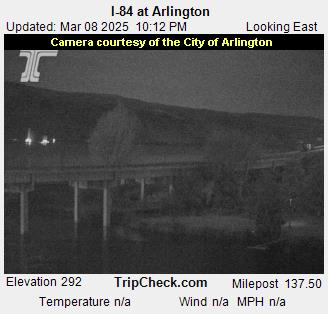 I-84 at Arlington
Updated: Mar 08 2025 10:12 PM Looking East
Camera courtesy of the City of Arlington
Elevation 292 TripCheck.com Milepost 137.50
Temperature n/a Wind n/a MPH n/a